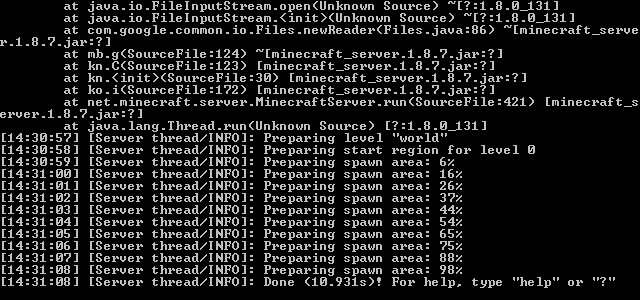 at java.io.FileInputStream.open(Unknown Source) ~[?:1.8.0_131]
at java.io.FileInputStream.(init)(Unknown Source) ~[?:1.8.0_131]
at com.google.common.io.Files.newReader(Files.java:86) ~[minecraft_serve
r.1.8.7.jar:?]
at mb.g(SourceFile:124) ~[minecraft_server.1.8.7.jar:?]
at kn.C(SourceFile:123) [minecraft_server.1.8.7.jar:?]
at kn.(init)(SourceFile:30) [minecraft_server.1.8.7.jar:?]
at ko.i(SourceFile:172) [minecraft_server.1.8.7.jar:?]
at net.minecraft.server.MinecraftServer.run(SourceFile:421) [minecraft_s
erver.1.8.7.jar:?]
at java.lang.Thread.run(Unknown Source) [?:1.8.0_131]
[14:30:57] [Server thread/INFO]: Preparing level "world"
[14:30:58] [Server thread/INFO]: Preparing start region for level 0
[14:30:59] [Server thread/INFO]: Preparing spawn area: 6%
[14:31:00] [Server thread/INFO]: Preparing spawn area: 16%
[14:31:01] [Server thread/INFO]: Preparing spawn area: 26%
[14:31:02] [Server thread/INFO]: Preparing spawn area: 37%
[14:31:03] [Server thread/INFO]: Preparing spawn area: 44%
[14:31:04] [Server thread/INFO]: Preparing spawn area: 54%
[14:31:05] [Server thread/INFO]: Preparing spawn area: 65%
[14:31:06] [Server thread/INFO]: Preparing spawn area: 75%
[14:31:07] [Server thread/INFO]: Preparing spawn area: 88%
[14:31:08] [Server thread/INFO]: Preparing spawn area: 98%
[14:31:08] [Server thread/INFO]: Done (10.931s)! For help, type "help" or "?"